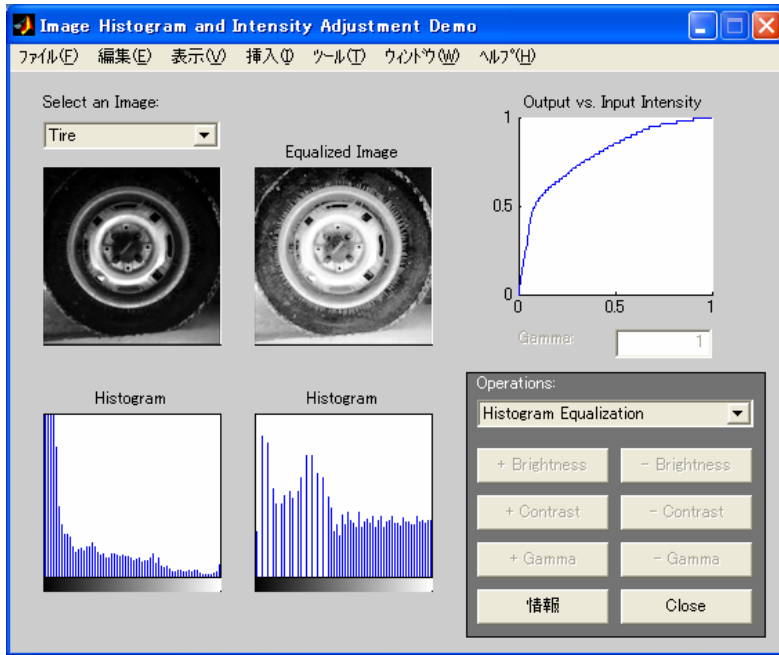 Image Histogram and Intensity Adjustment Demo
ファイル(F) 編集(E) 表示(V) 挿入(I) ツール(T) ウィンドウ(W) ヘルプ(H)
Select an Image:
Tire
Equalized Image
Output vs. Input Intensity
1
0.5
0
0 0.5 1
Gamma: 1
Histogram
Histogram
Operations:
Histogram Equalization
+ Brightness - Brightness
+ Contrast - Contrast
+ Gamma - Gamma
情報 Close